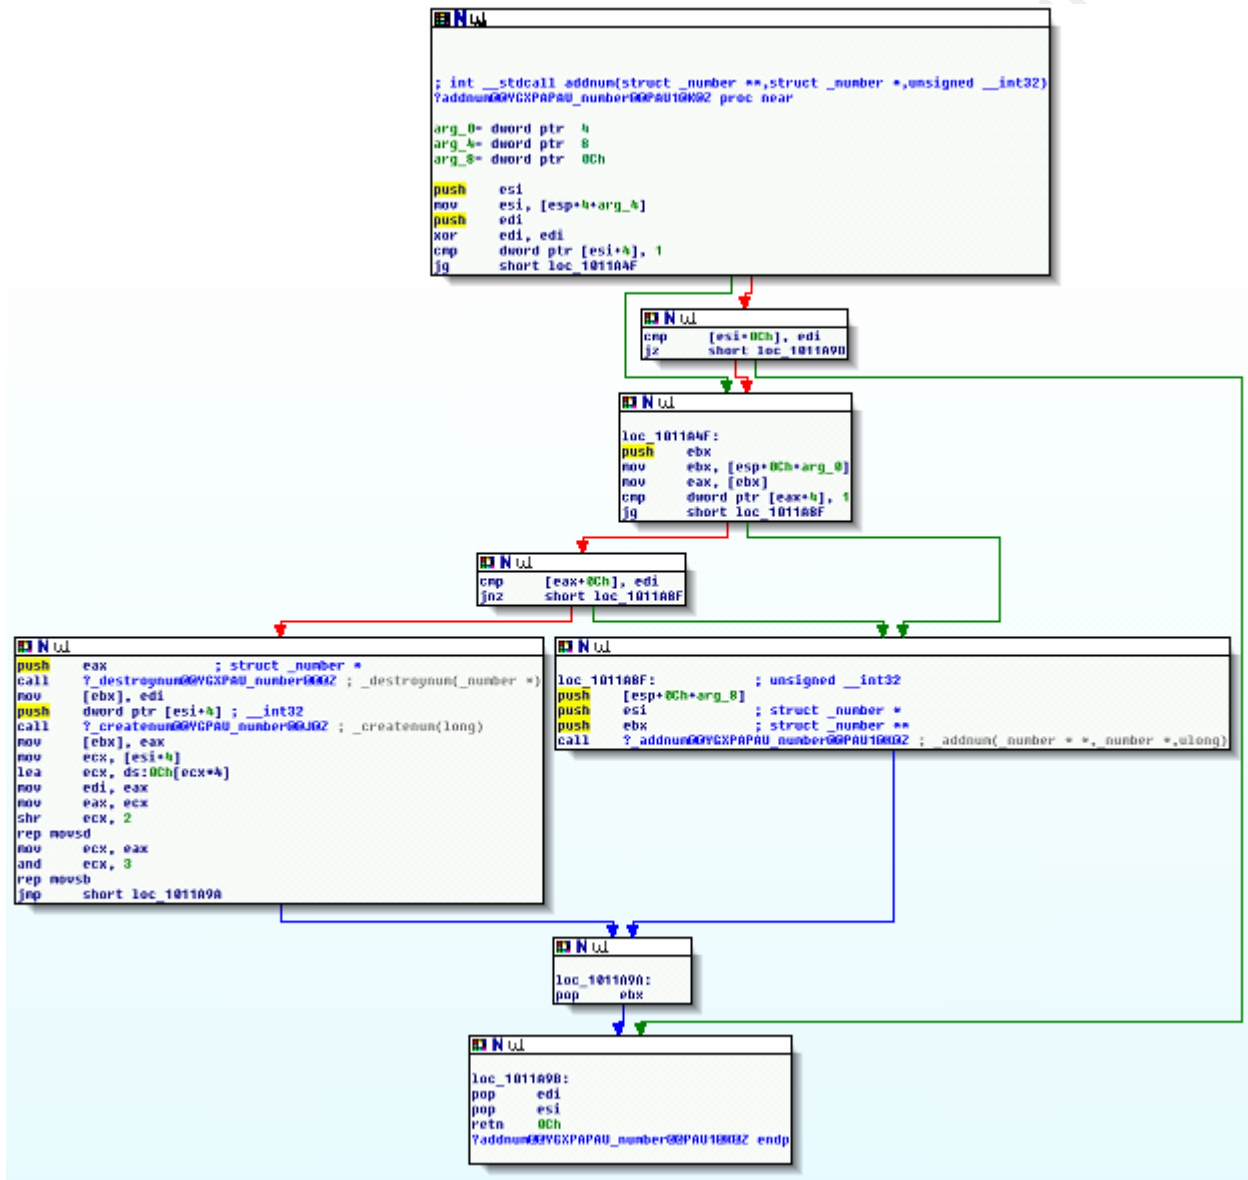 ; int __stdcall addnum(struct _number **,struct _number *,unsigned __int32)
?addnum@@YGXPAPAU_number@@PAU1@K@Z proc near
arg_0= dword ptr 4
arg_4= dword ptr 8
arg_8= dword ptr 0Ch
push esi
mov esi, [esp+4+arg_4]
push edi
xor edi, edi
cmp dword ptr [esi+4], 1
jg short loc_1011A4F
cmp [esi+0Ch], edi
jz short loc_1011A9B
loc_1011A4F:
push ebx
mov ebx, [esp+0Ch+arg_0]
mov eax, [ebx]
cmp dword ptr [eax+4], 1
jg short loc_1011A8F
cmp [eax+0Ch], edi
jnz short loc_1011A8F
push eax ; struct _number *
call ?_destroynum@@YGXPAU_number@@@Z ; _destroynum(_number *)
mov [ebx], edi
push dword ptr [esi+4] ; __int32
call ?_createnum@@YGPAU_number@@J@Z ; _createnum(long)
mov [ebx], eax
mov ecx, [esi+4]
lea ecx, ds:0Ch[ecx*4]
mov edi, eax
mov eax, ecx
shr ecx, 2
rep movsd
mov ecx, eax
and ecx, 3
rep movsb
jmp short loc_1011A9A
loc_1011A8F: ; unsigned __int32
push [esp+0Ch+arg_8]
push esi ; struct _number *
push ebx ; struct _number **
call ?_addnum@@YGXPAPAU_number@@PAU1@K@Z ; _addnum(_number * *,_number *,ulong)
loc_1011A9A:
pop ebx
loc_1011A9B:
pop edi
pop esi
retn 0Ch
?addnum@@YGXPAPAU_number@@PAU1@K@Z endp